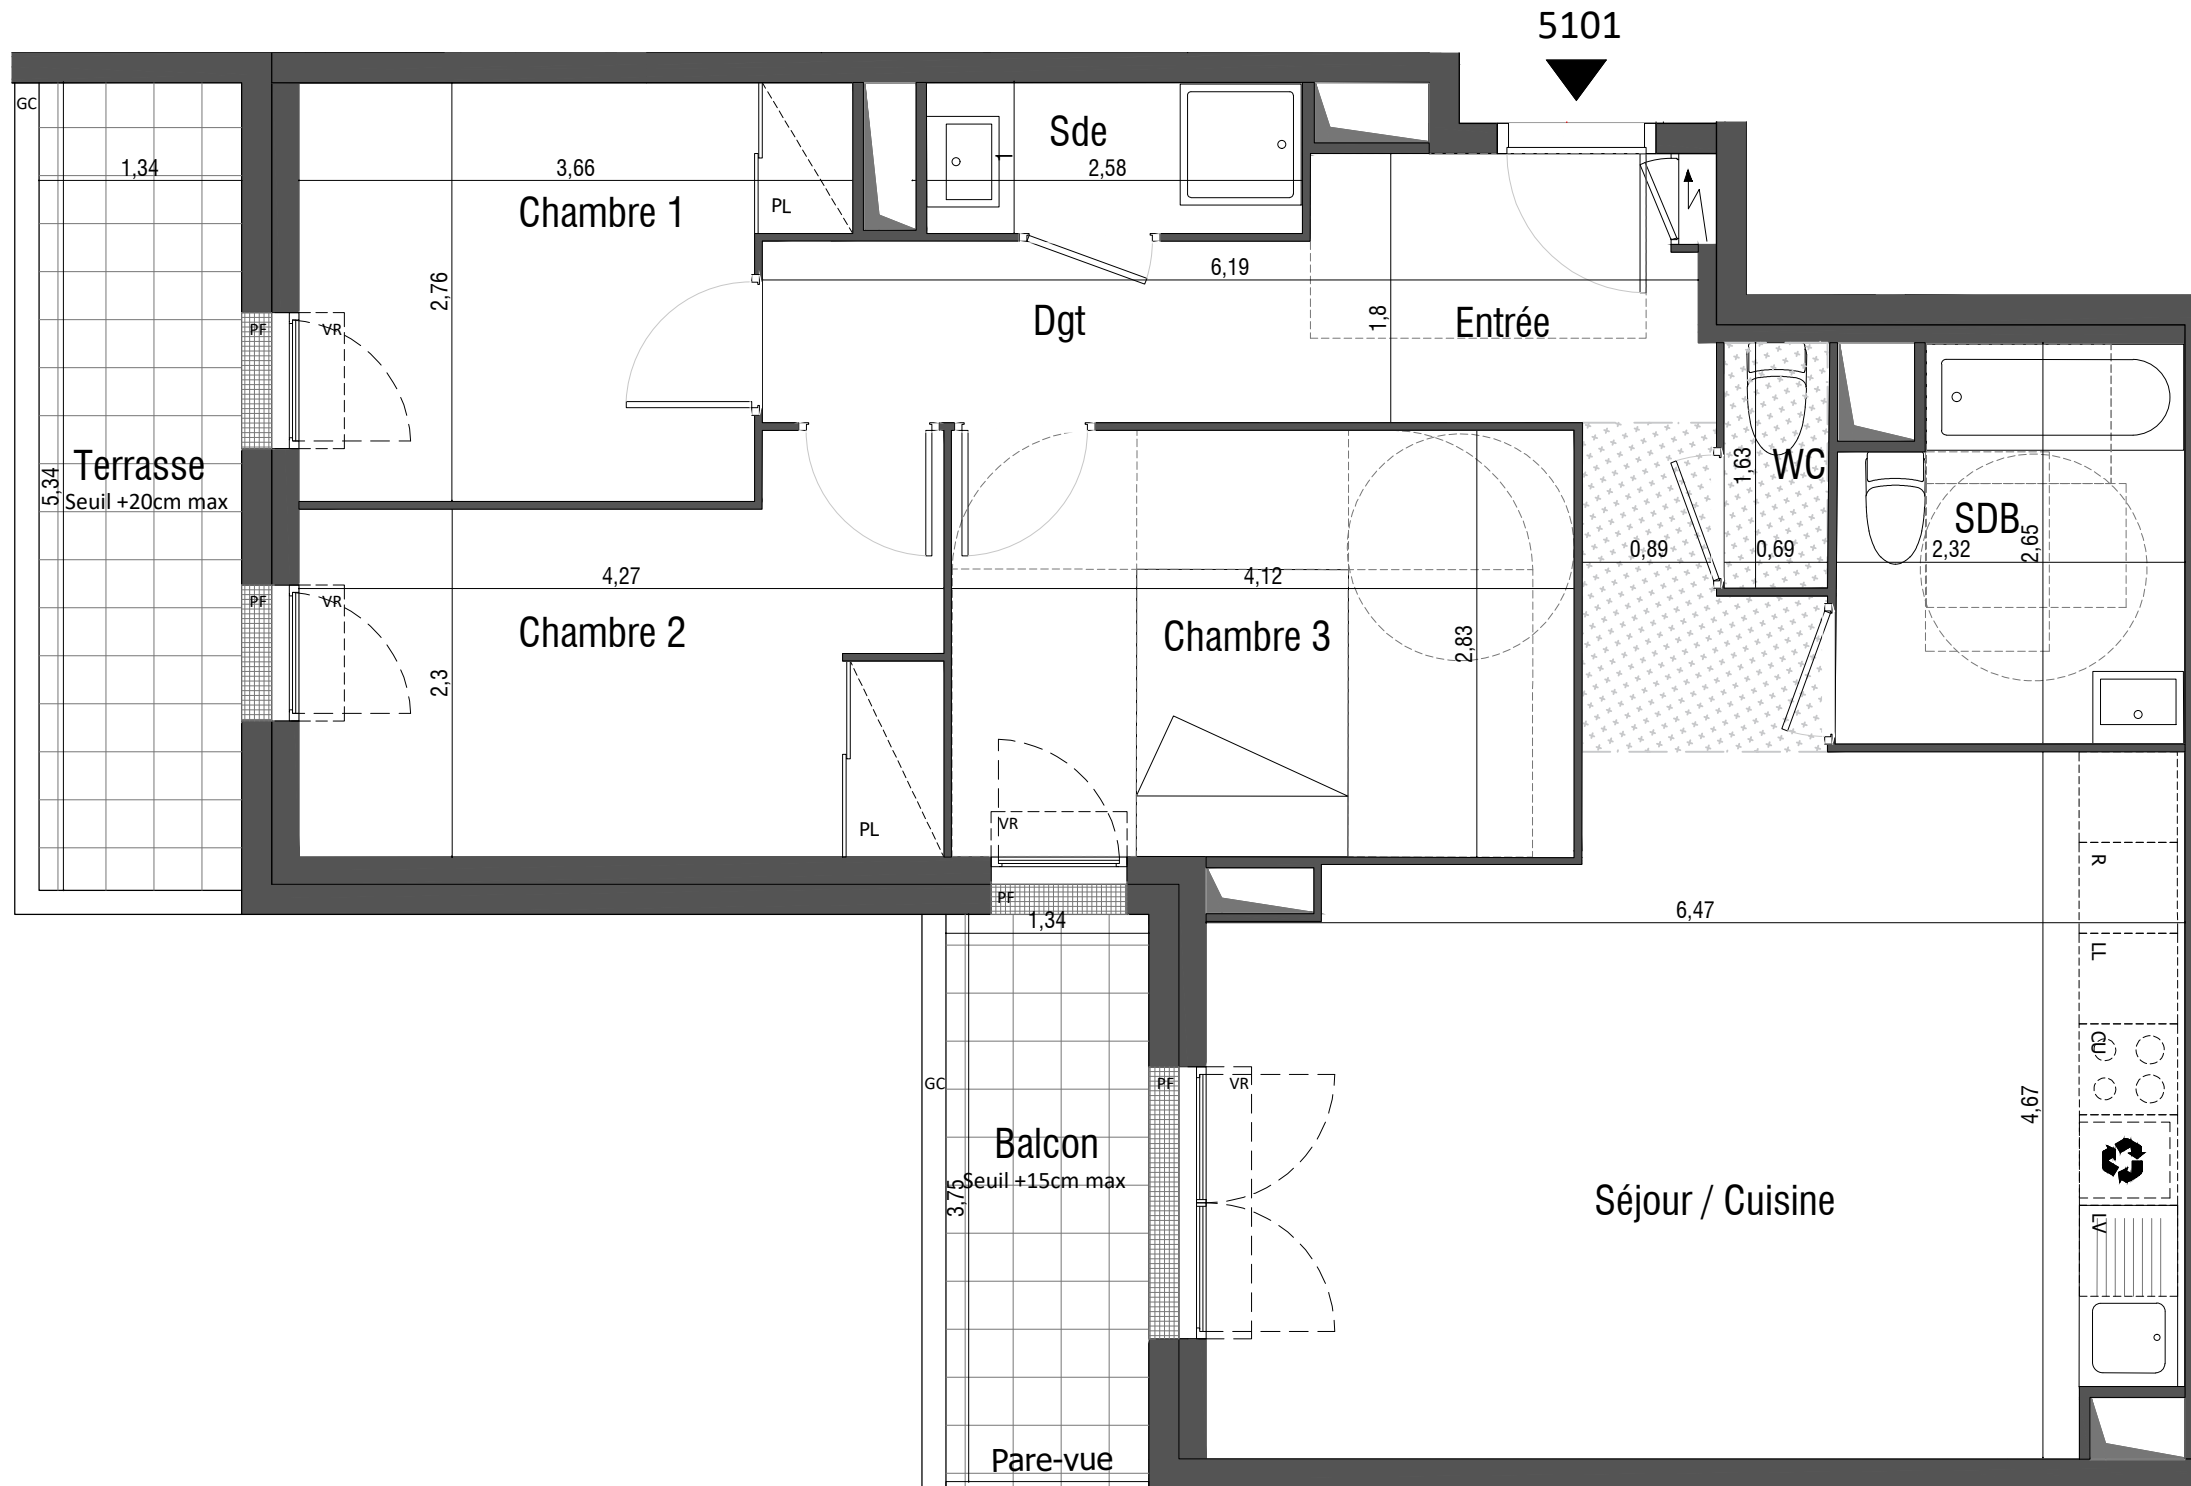 5101
GC
1,34
3,66
Chambre 1
PL
Sde
1
2,58
2,76
6,19
Dgt
1,8
Entrée
PF
VR
Terrasse
5,34
Seuil +20cm max
1,63
WC
SDB
0,89
0,69
2,32
2,65
PF
VR
4,27
Chambre 2
2,3
4,12
Chambre 3
2,83
PL
VR
PF
1,34
R
6,47
LL
CU
GC
PF
VR
4,67
Balcon
3,75
Seuil +15cm max
Séjour / Cuisine
LV
Pare-vue